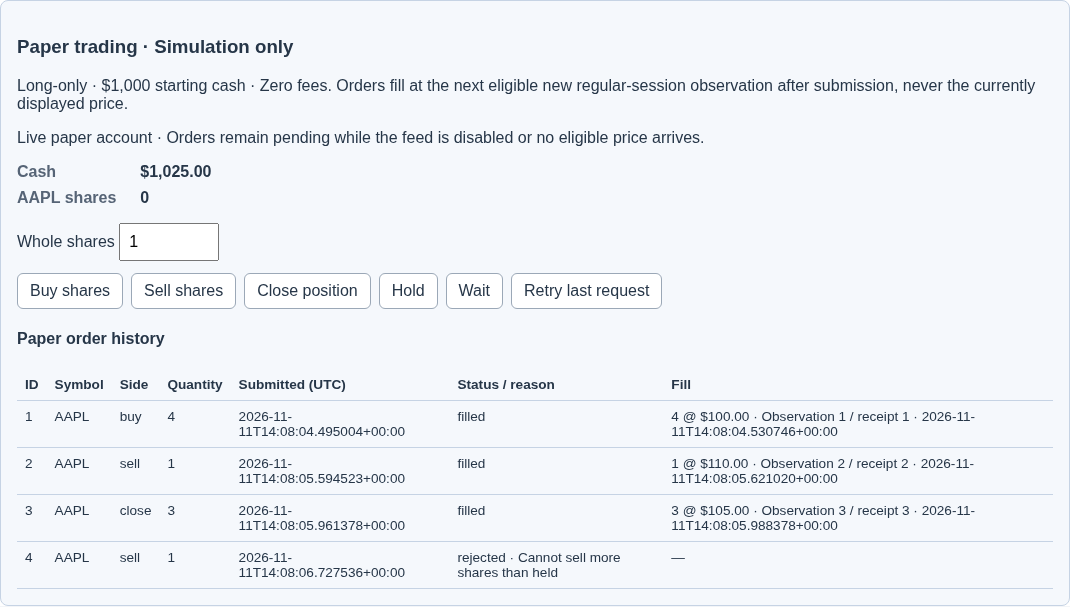 Paper trading · Simulation only
Long-only · $1,000 starting cash · Zero fees. Orders fill at the next eligible new regular-session observation after submission, never the currently
displayed price.
Live paper account · Orders remain pending while the feed is disabled or no eligible price arrives.
Cash $1,025.00
AAPL shares 0
Whole shares 1
Buy shares Sell shares Close position Hold Wait Retry last request
Paper order history
ID Symbol Side Quantity Submitted (UTC) Status / reason Fill
1 AAPL buy 4 2026-11- filled 4 @ $100.00 · Observation 1 / receipt 1 · 2026-11-
11T14:08:04.495004+00:00 11T14:08:04.530746+00:00
2 AAPL sell 1 2026-11- filled 1 @ $110.00 · Observation 2 / receipt 2 · 2026-11-
11T14:08:05.594523+00:00 11T14:08:05.621020+00:00
3 AAPL close 3 2026-11- filled 3 @ $105.00 · Observation 3 / receipt 3 · 2026-11-
11T14:08:05.961378+00:00 11T14:08:05.988378+00:00
4 AAPL sell 1 2026-11- rejected · Cannot sell more —
11T14:08:06.727536+00:00 shares than held